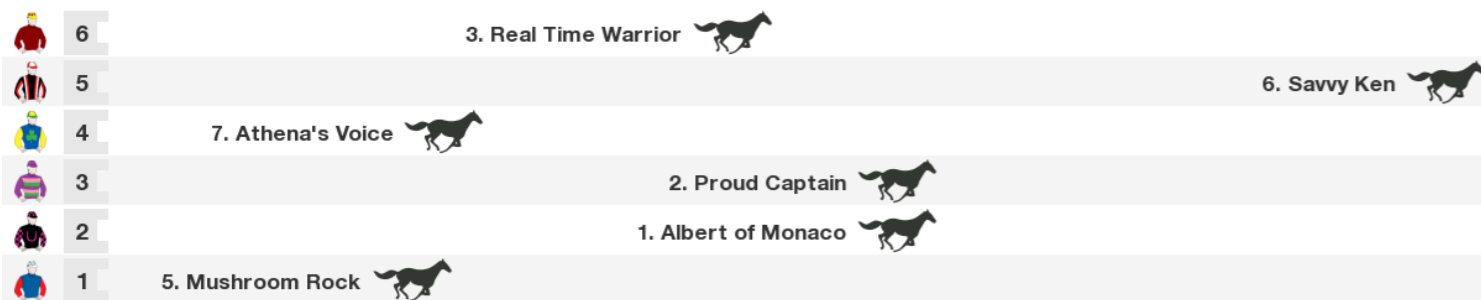 6 3. Real Time Warrior
5 6. Savvy Ken
4 7. Athena's Voice
3 2. Proud Captain
2 1. Albert of Monaco
1 5. Mushroom Rock